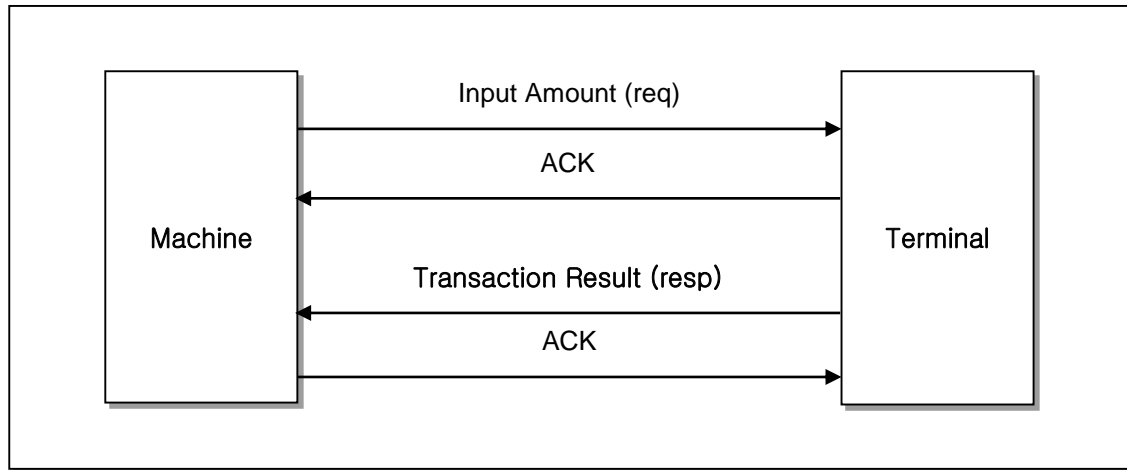 Input Amount (req)
ACK
Machine
Terminal
Transaction Result (resp)
ACK